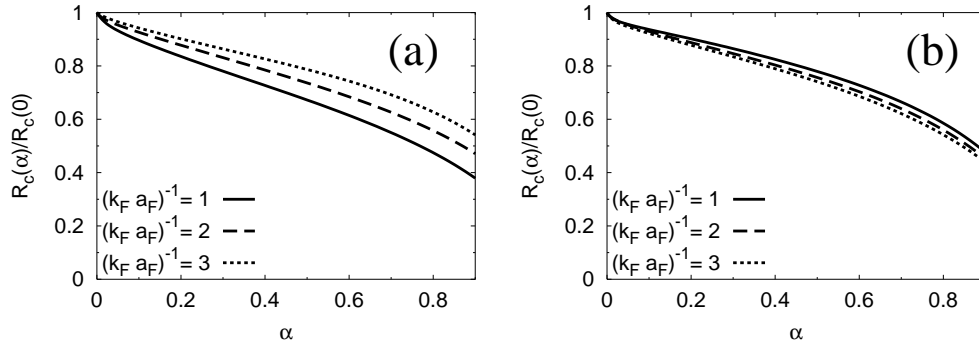 (a)
R_c(α)/R_c(0)
1
0.8
0.6
0.4
0.2
0
(k_F a_F)^-1 = 1
(k_F a_F)^-1 = 2
(k_F a_F)^-1 = 3
0 0.2 0.4 0.6 0.8
α
(b)
R_c(α)/R_c(0)
1
0.8
0.6
0.4
0.2
0
(k_F a_F)^-1 = 1
(k_F a_F)^-1 = 2
(k_F a_F)^-1 = 3
0 0.2 0.4 0.6 0.8
α